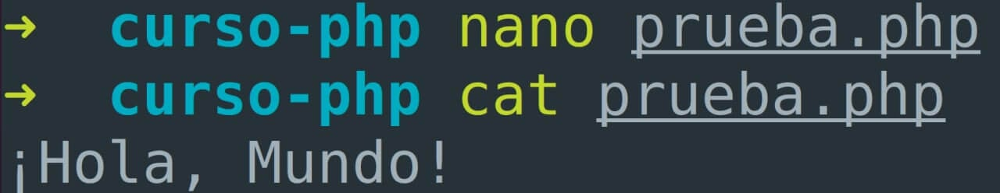 ➜ curso-php nano prueba.php
➜ curso-php cat prueba.php
¡Hola, Mundo!